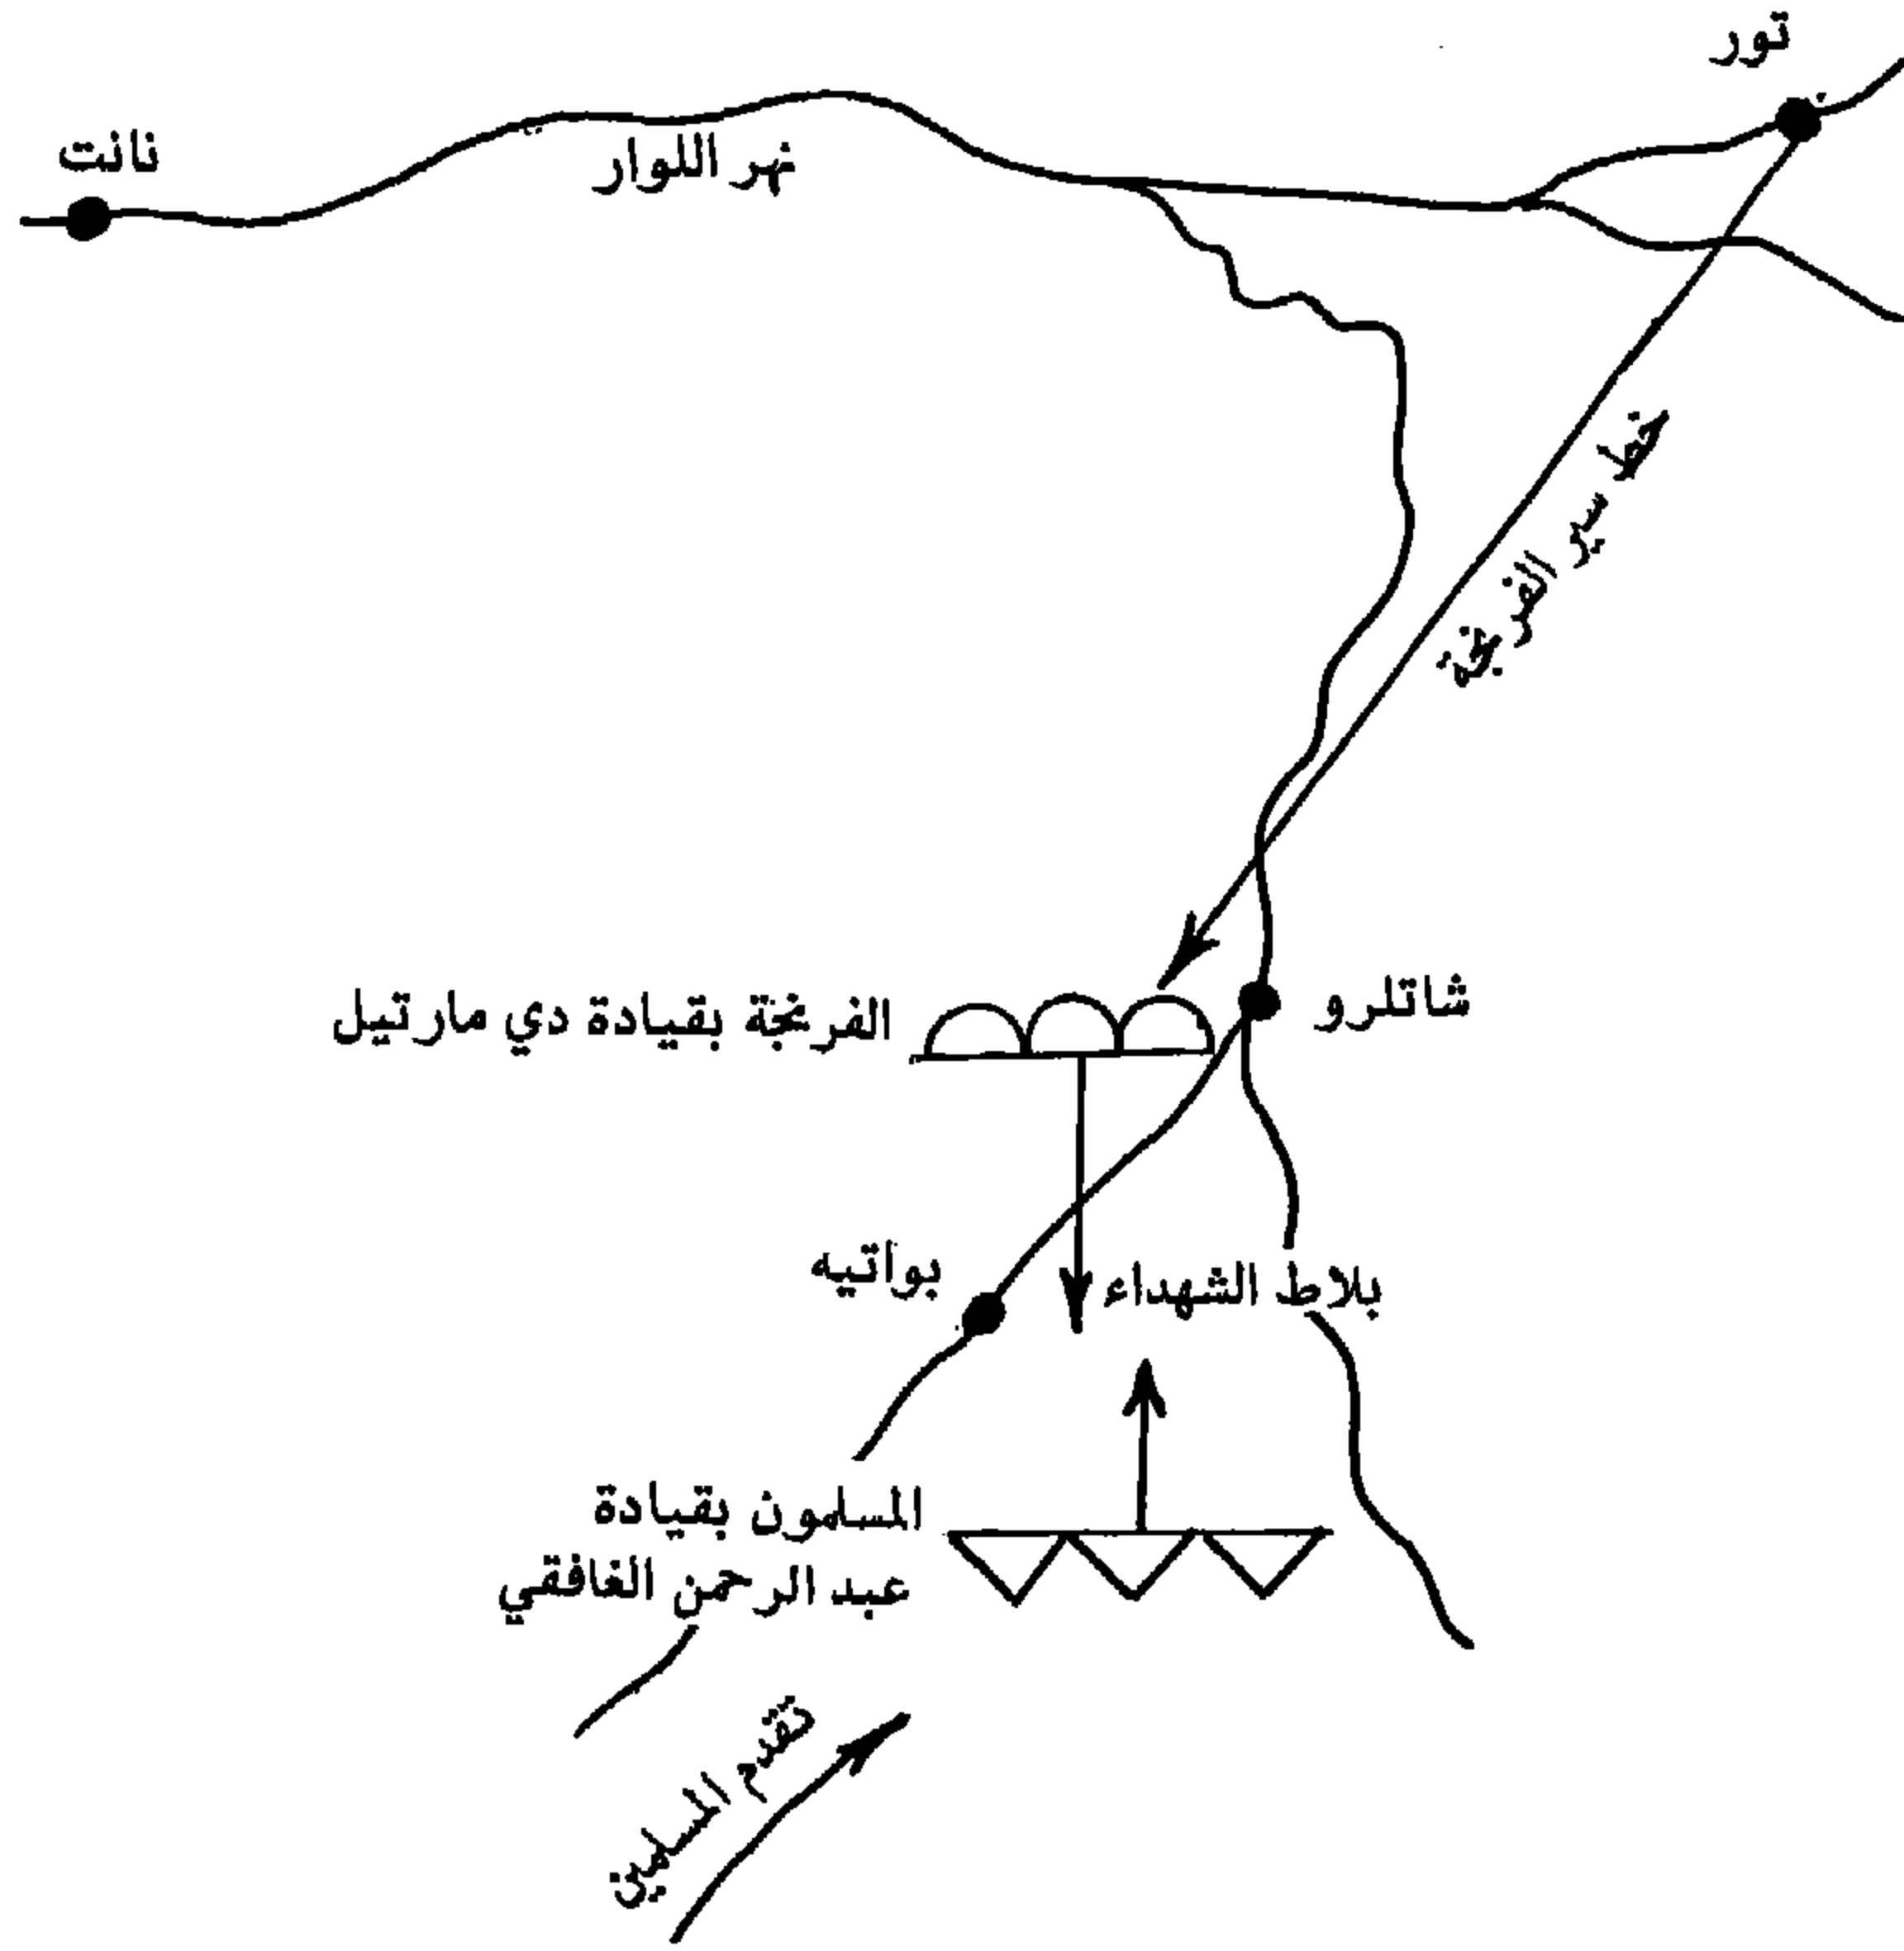 تور
نانت
نهر اللوار
خط سير الفرنجة
الفرنجة بقيادة دي مارتيل
شاتلرو
بواتيه
بلاط الشهداء
المسلمون بقيادة
عبد الرحمن الغافقي
تقدم المسلمين